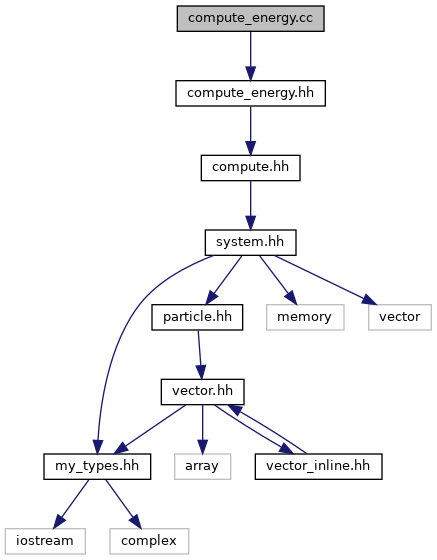 compute_energy.cc
compute_energy.hh
compute.hh
system.hh
particle.hh
memory
vector
vector.hh
my_types.hh
array
vector_inline.hh
iostream
complex